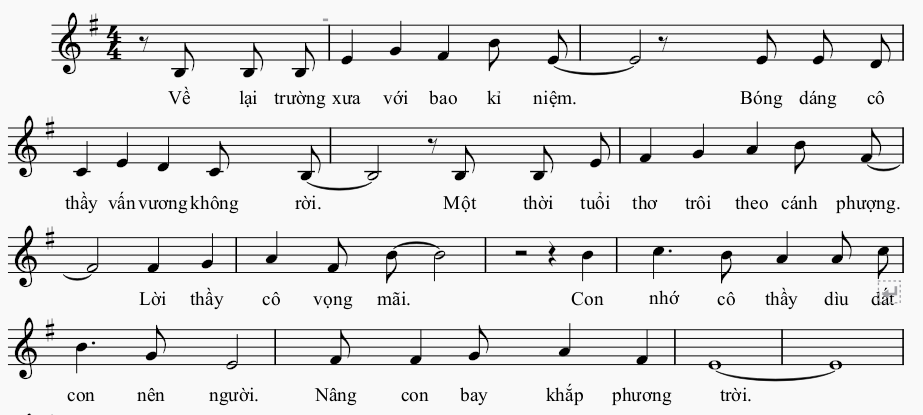 Về lại trường xưa với bao kỉ niệm. Bóng dáng cô
thầy vấn vương không rời. Một thời tuổi thơ trôi theo cánh phượng.
Lời thầy cô vọng mãi. Con nhớ cô thầy dìu dắt
con nên người. Nâng con bay khắp phương trời.